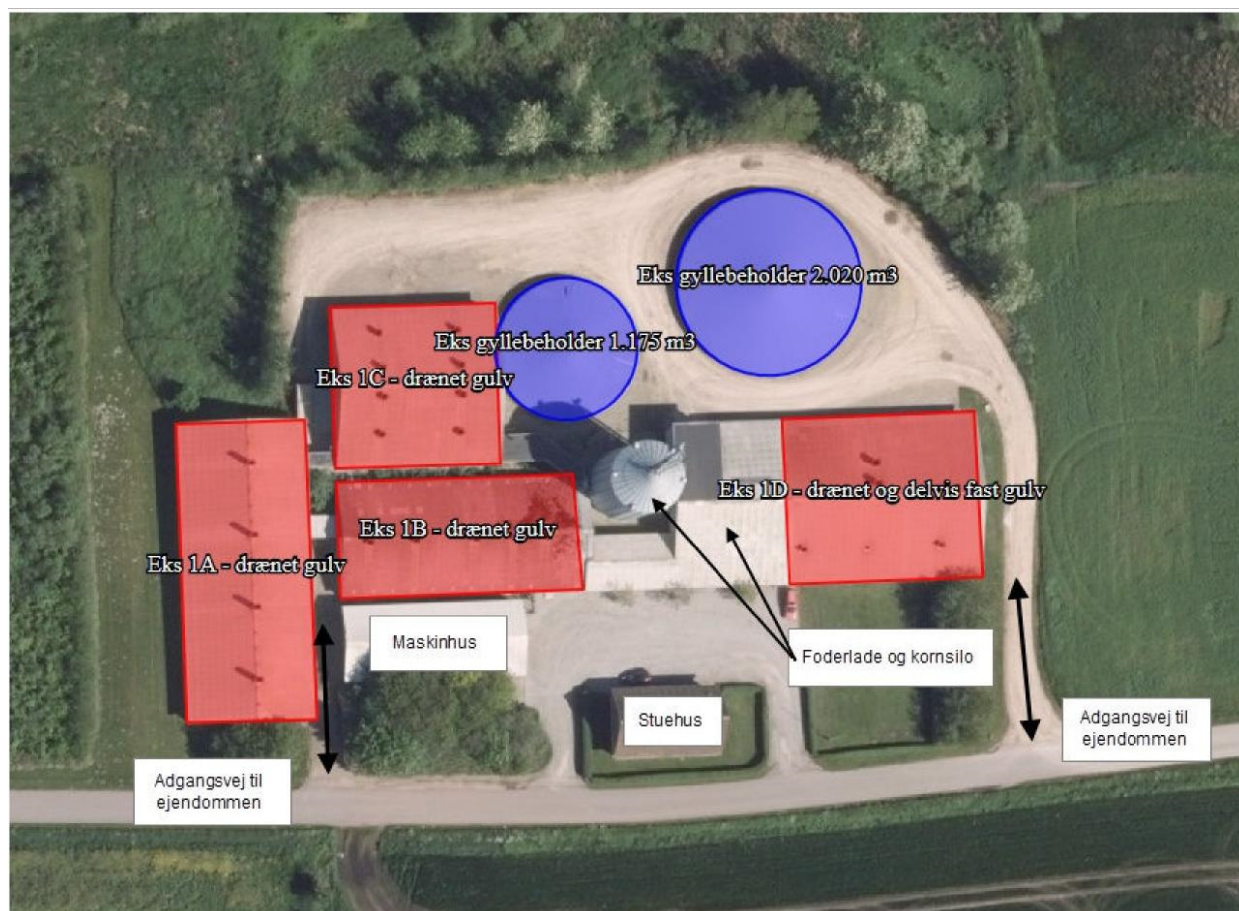 Eks gyllebeholder 2.020 m3
Eks gyllebeholder 1.175 m3
Eks 1C - drænet gulv
Eks 1D - drænet og delvis fast gulv
Eks 1B - drænet gulv
Eks 1A - drænet gulv
Maskinhus
Foderlade og kornsilo
Stuehus
Adgangsvej til
ejendommen
Adgangsvej til
ejendommen